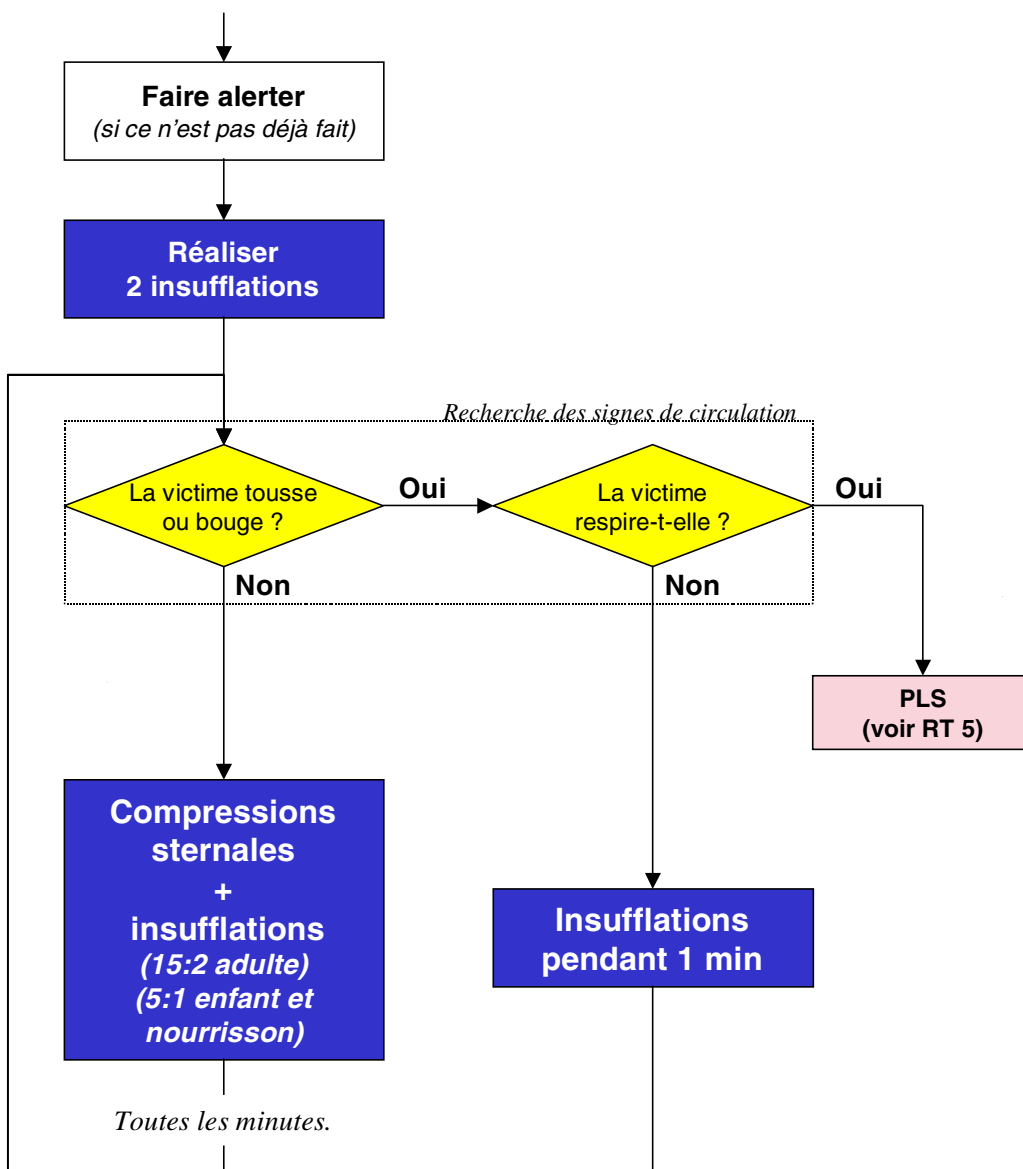 Faire alerter
(si ce n'est pas déjà fait)
Réaliser
2 insufflations
Recherche des signes de circulation
La victime tousse
ou bouge ?
Oui
La victime
respire-t-elle ?
Oui
Non
Non
PLS
(voir RT 5)
Compressions
sternales
+
insufflations
(15:2 adulte)
(5:1 enfant et
nourrisson)
Insufflations
pendant 1 min
Toutes les minutes.